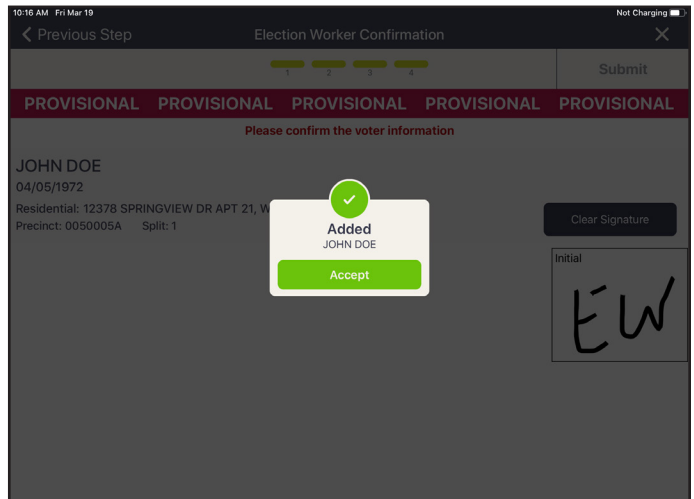 10:16 AM Fri Mar 19
Not Charging
Previous Step
Election Worker Confirmation
1 2 3 4
Submit
PROVISIONAL PROVISIONAL PROVISIONAL PROVISIONAL PROVISIONAL
Please confirm the voter information
JOHN DOE
04/05/1972
Residential: 12378 SPRINGVIEW DR APT 21, W
Precinct: 0050005A Split: 1
Added
JOHN DOE
Accept
Clear Signature
Initial
EW